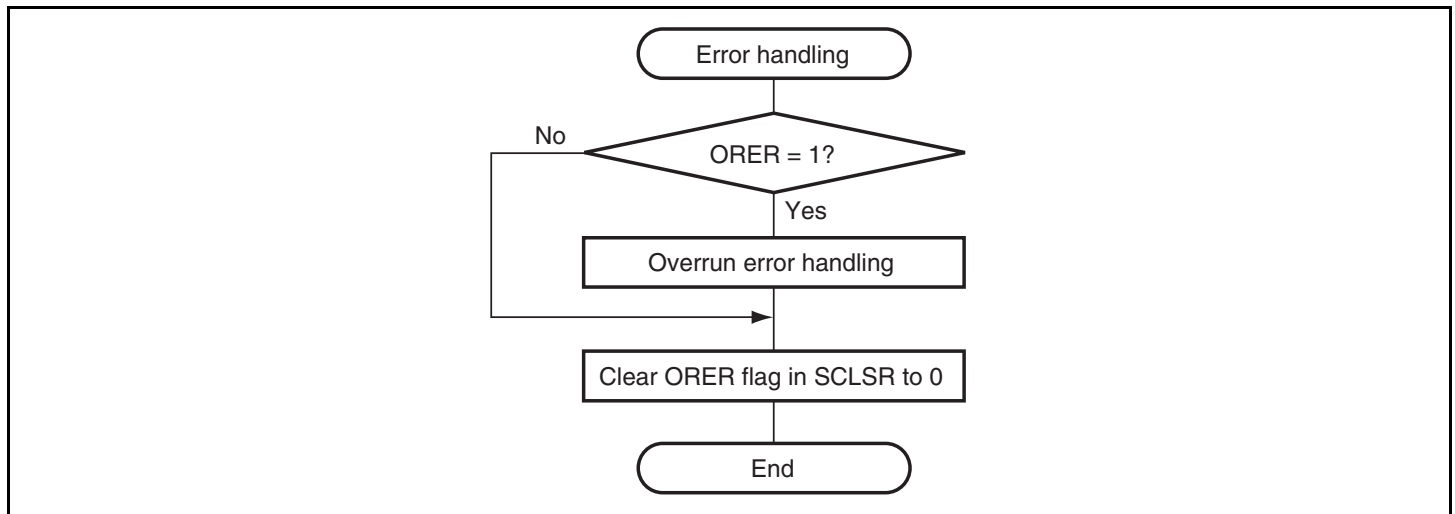 Error handling
No
ORER = 1?
Yes
Overrun error handling
Clear ORER flag in SCLSR to 0
End